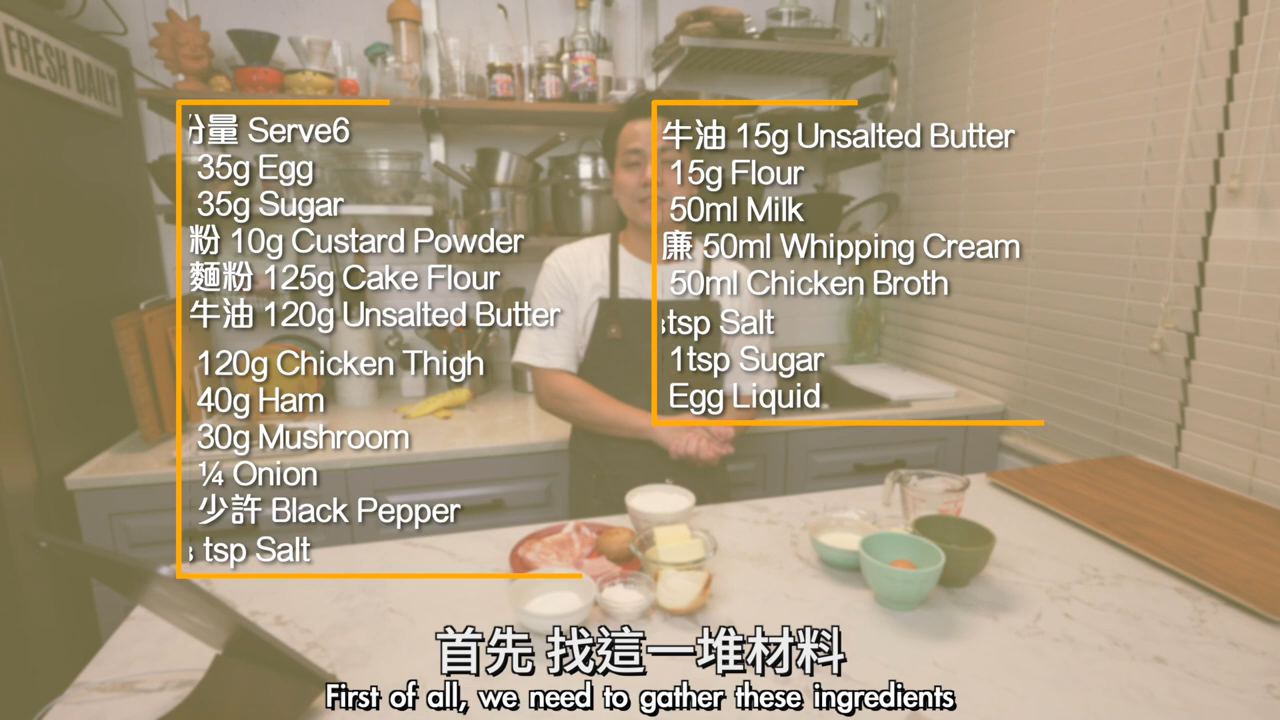 FRESH DAILY
份量 Serve6
35g Egg
35g Sugar
粉 10g Custard Powder
麵粉 125g Cake Flour
牛油 120g Unsalted Butter
120g Chicken Thigh
40g Ham
30g Mushroom
¼ Onion
少許 Black Pepper
tsp Salt
牛油 15g Unsalted Butter
15g Flour
50ml Milk
廉 50ml Whipping Cream
50ml Chicken Broth
tsp Salt
1tsp Sugar
Egg Liquid
首先 找這一堆材料
First of all, we need to gather these ingredients